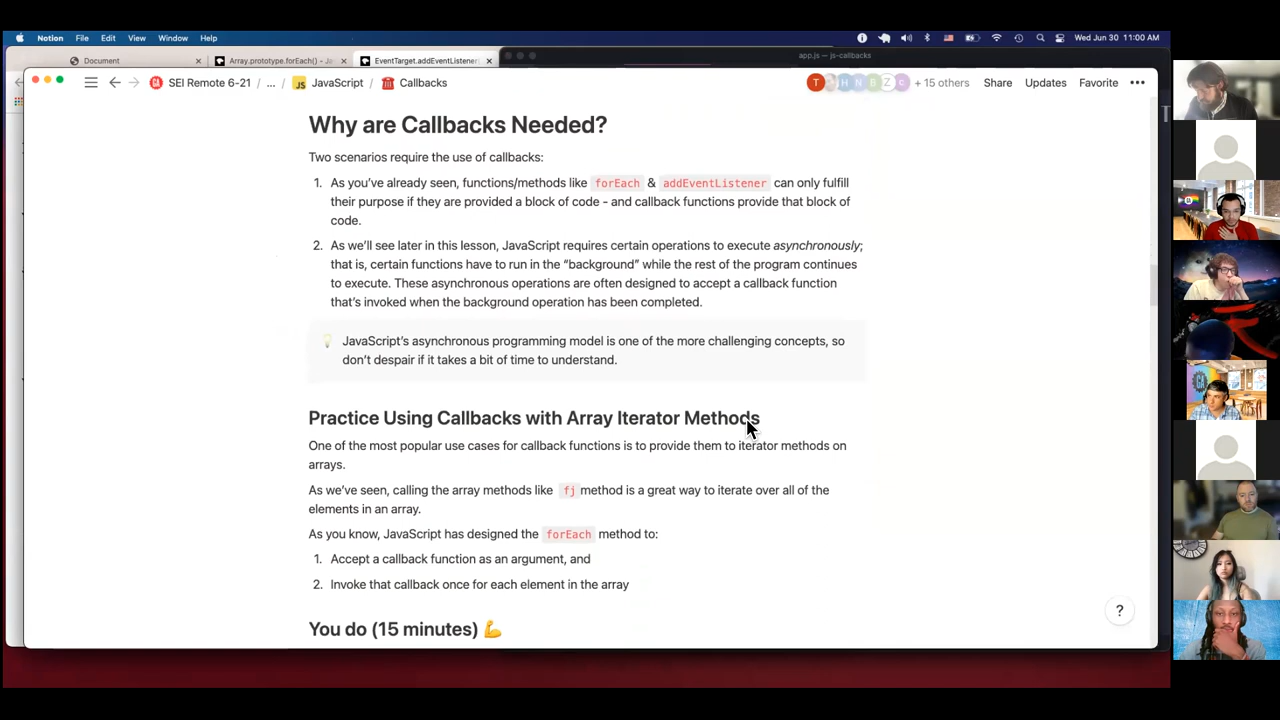 Notion File Edit View Window Help
Wed Jun 30 11:00 AM
Document
Array.prototype.forEach() - Ja
EventTarget.addEventListener
app.js — js-callbacks
SEI Remote 6-21 / ... / JS JavaScript / Callbacks
T H N B Z c + 15 others Share Updates Favorite •••
Why are Callbacks Needed?
Two scenarios require the use of callbacks:
1. As you’ve already seen, functions/methods like forEach & addEventListener can only fulfill
their purpose if they are provided a block of code - and callback functions provide that block of
code.
2. As we’ll see later in this lesson, JavaScript requires certain operations to execute asynchronously;
that is, certain functions have to run in the “background” while the rest of the program continues
to execute. These asynchronous operations are often designed to accept a callback function
that’s invoked when the background operation has been completed.
JavaScript’s asynchronous programming model is one of the more challenging concepts, so
don’t despair if it takes a bit of time to understand.
Practice Using Callbacks with Array Iterator Methods
One of the most popular use cases for callback functions is to provide them to iterator methods on
arrays.
As we’ve seen, calling the array methods like fj method is a great way to iterate over all of the
elements in an array.
As you know, JavaScript has designed the forEach method to:
1. Accept a callback function as an argument, and
2. Invoke that callback once for each element in the array
You do (15 minutes) 💪
?